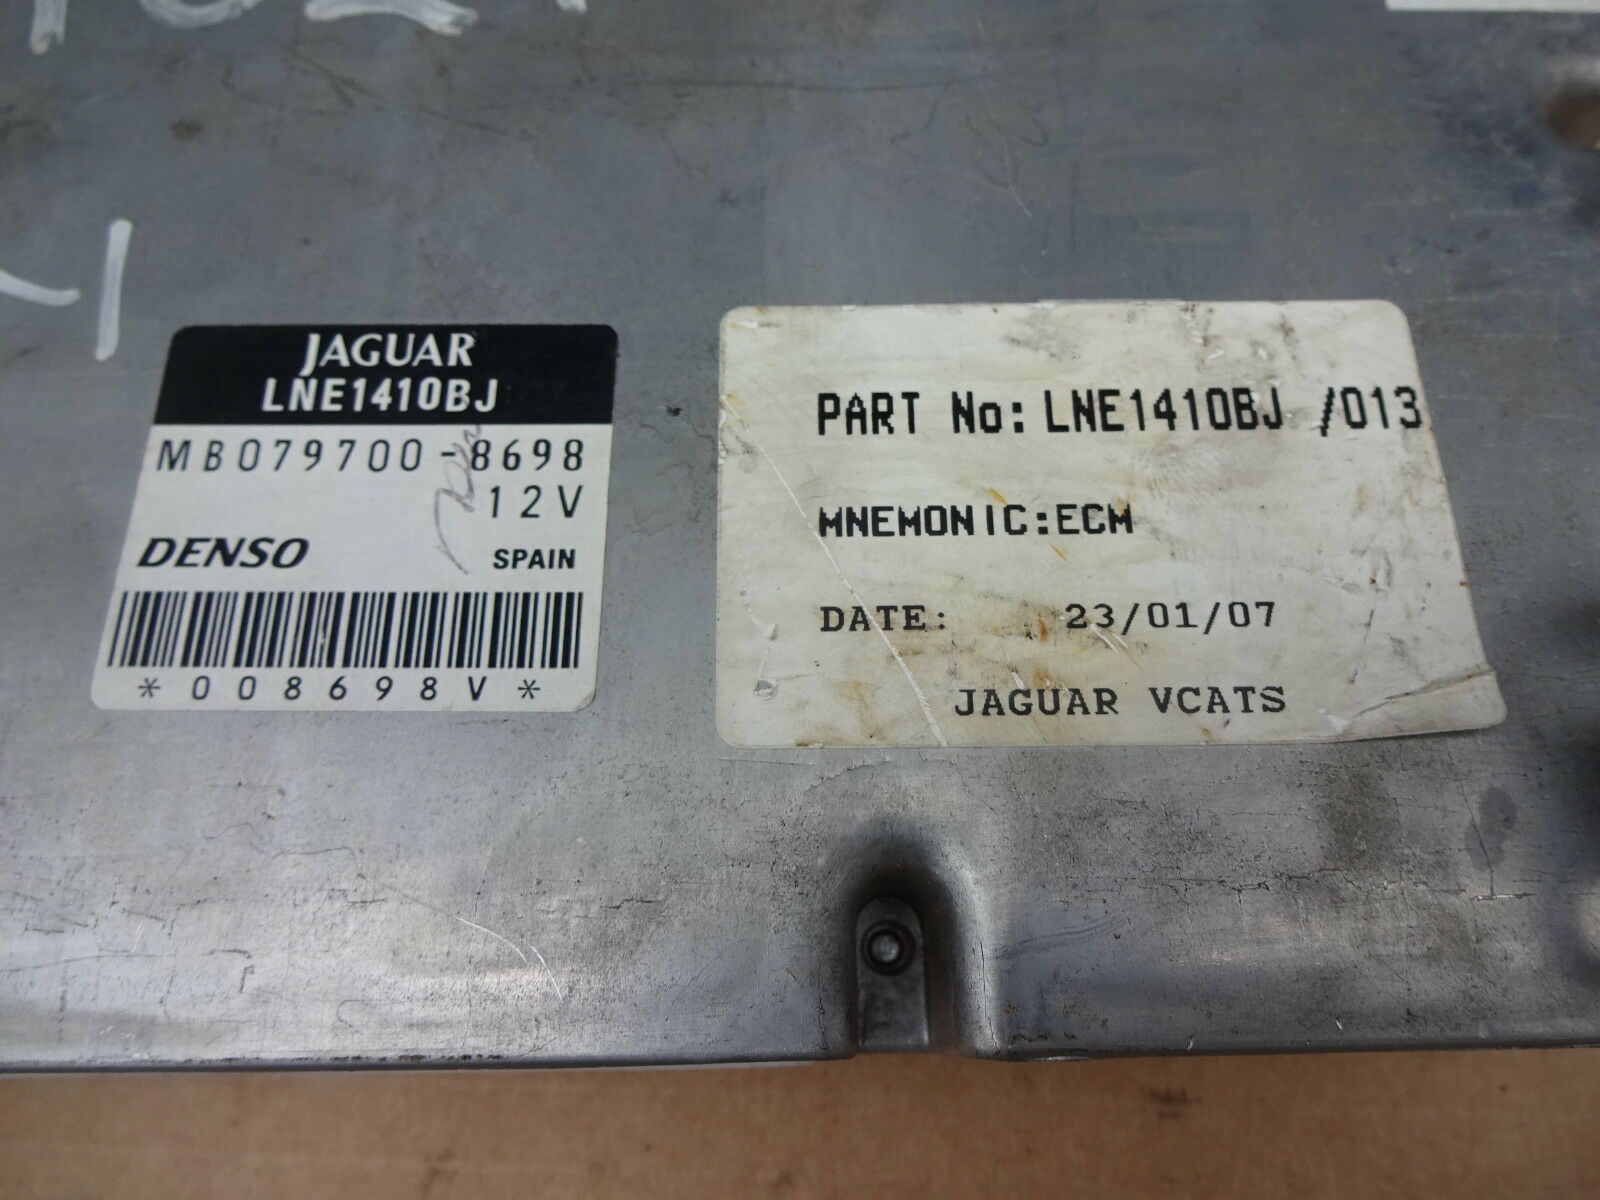 JAGUAR
LNE1410BJ
MB079700-8698
12V
DENSO SPAIN
*008698V*
PART No: LNE1410BJ /013
MNEMONIC:ECM
DATE: 23/01/07
JAGUAR VCATS